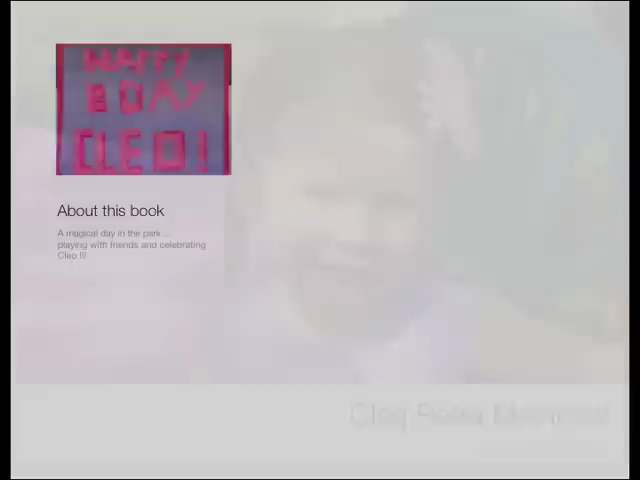 HAPPY
B DAY
CLEO!
About this book
A magical day in the park...
playing with friends and celebrating
Cleo !!!